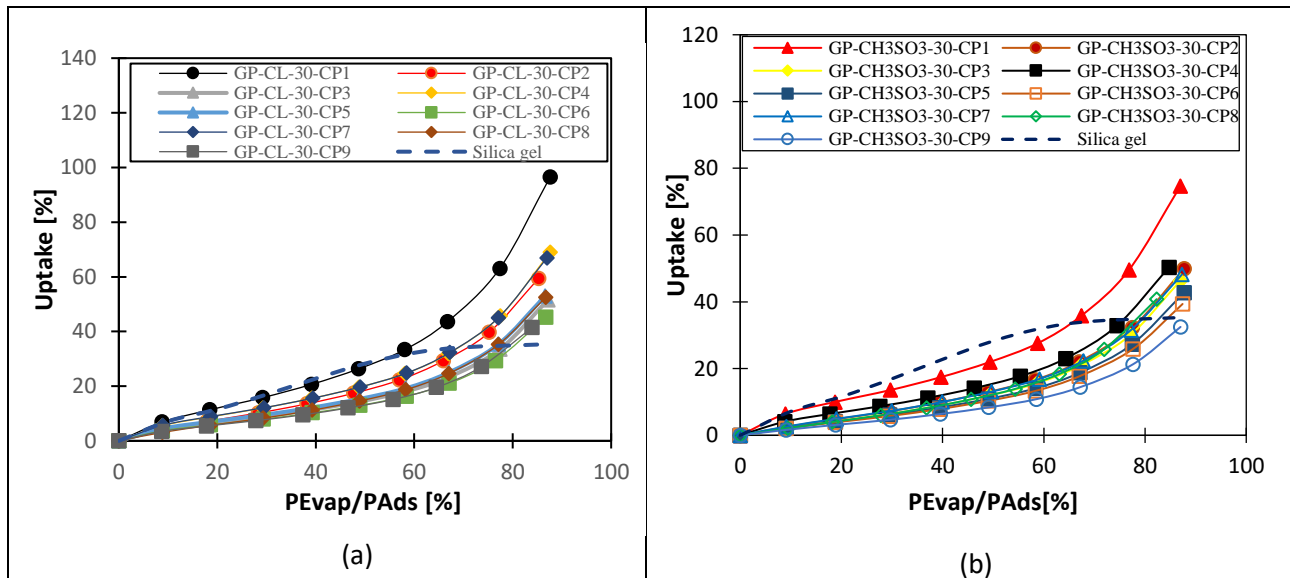 140
120
100
80
60
40
20
0
Uptake [%]
GP-CL-30-CP1 GP-CL-30-CP2
GP-CL-30-CP3 GP-CL-30-CP4
GP-CL-30-CP5 GP-CL-30-CP6
GP-CL-30-CP7 GP-CL-30-CP8
GP-CL-30-CP9 Silica gel
0 20 40 60 80 100
PEvap/PAds [%]
(a)
120
100
80
60
40
20
0
Uptake [%]
GP-CH3SO3-30-CP1 GP-CH3SO3-30-CP2
GP-CH3SO3-30-CP3 GP-CH3SO3-30-CP4
GP-CH3SO3-30-CP5 GP-CH3SO3-30-CP6
GP-CH3SO3-30-CP7 GP-CH3SO3-30-CP8
GP-CH3SO3-30-CP9 Silica gel
0 20 40 60 80 100
PEvap/PAds[%]
(b)